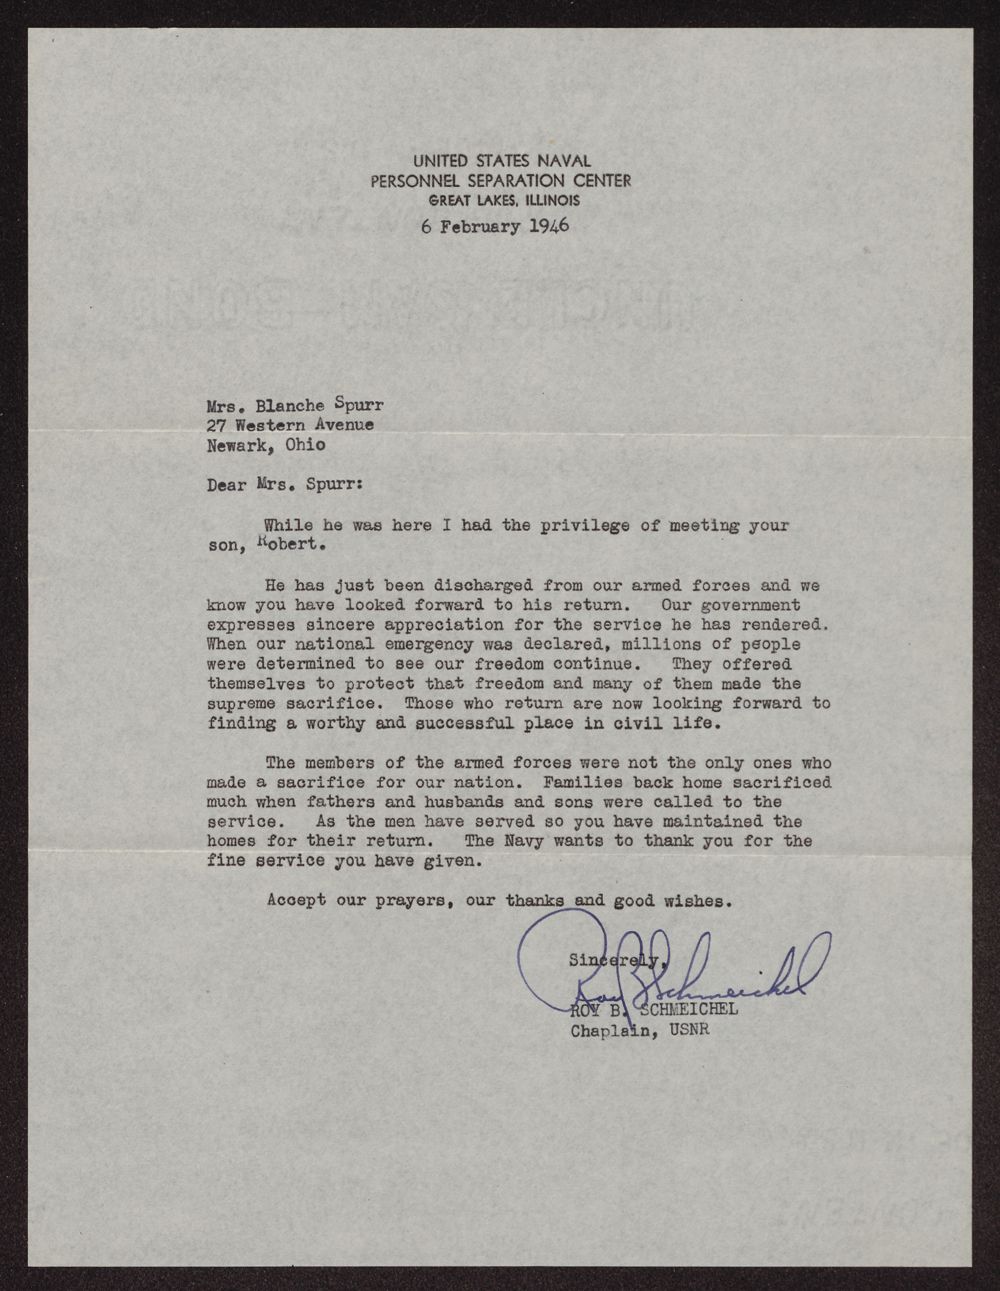 UNITED STATES NAVAL
PERSONNEL SEPARATION CENTER
GREAT LAKES, ILLINOIS
6 February 1946
Mrs. Blanche Spurr
27 Western Avenue
Newark, Ohio
Dear Mrs. Spurr:
While he was here I had the privilege of meeting your
son, Robert.
He has just been discharged from our armed forces and we
know you have looked forward to his return. Our government
expresses sincere appreciation for the service he has rendered.
When our national emergency was declared, millions of people
were determined to see our freedom continue. They offered
themselves to protect that freedom and many of them made the
supreme sacrifice. Those who return are now looking forward to
finding a worthy and successful place in civil life.
The members of the armed forces were not the only ones who
made a sacrifice for our nation. Families back home sacrificed
much when fathers and husbands and sons were called to the
service. As the men have served so you have maintained the
homes for their return. The Navy wants to thank you for the
fine service you have given.
Accept our prayers, our thanks and good wishes.
Sincerely,
Roy B Schmeichel
ROY B. SCHMEICHEL
Chaplain, USNR